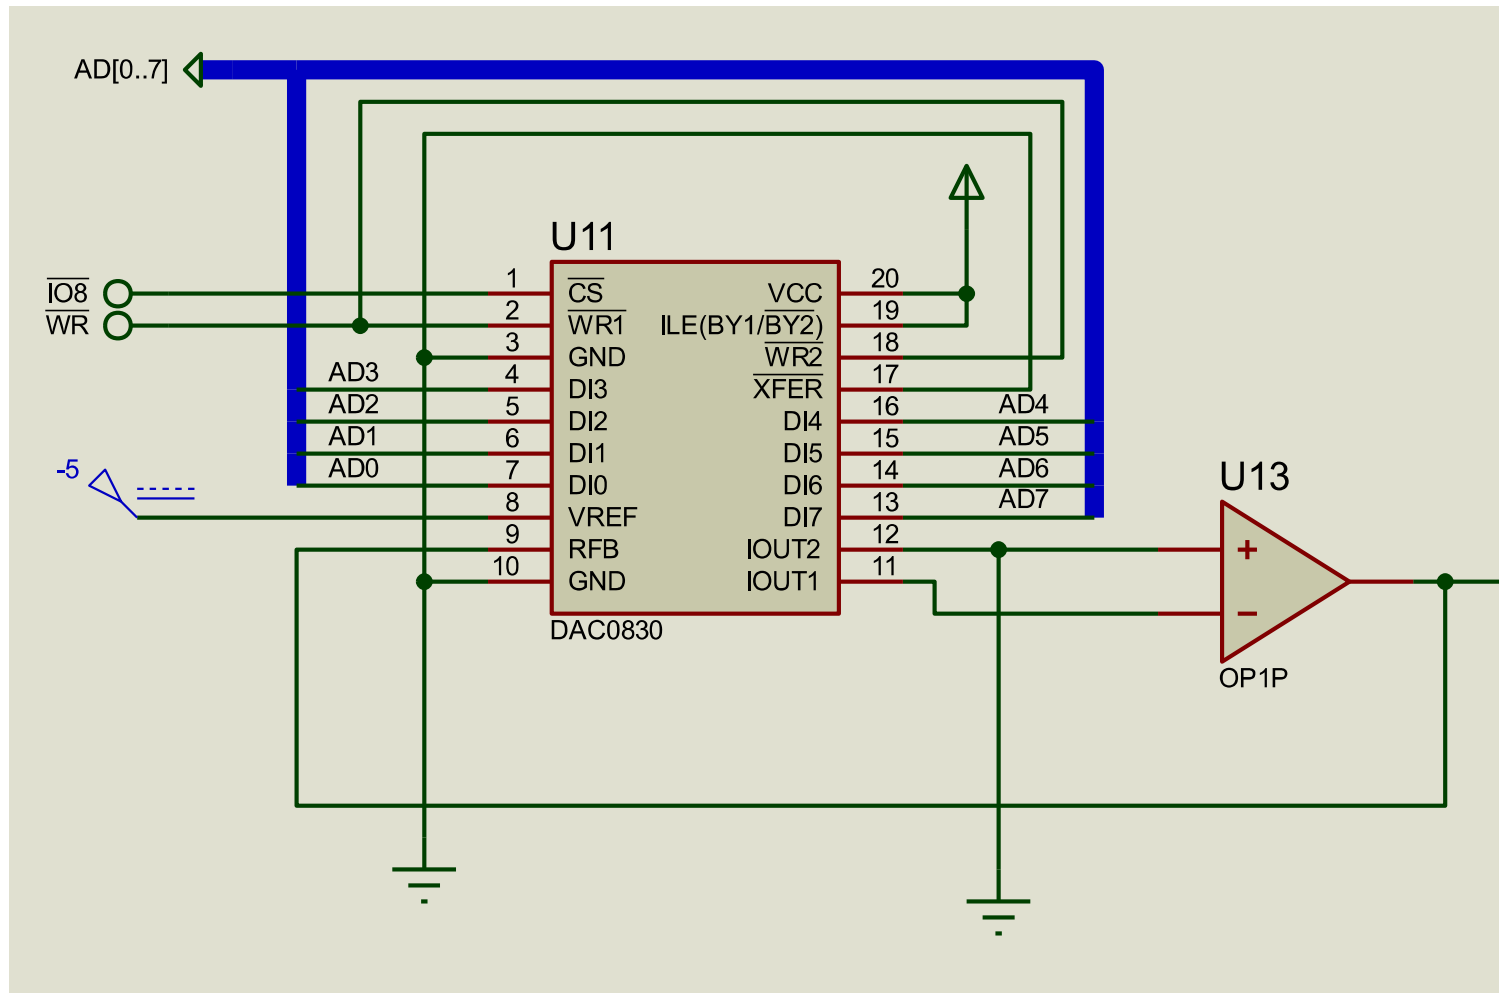 AD[0..7]
U11
IO8
WR
1 CS VCC 20
2 WR1 ILE(BY1/BY2) 19
3 GND WR2 18
AD3 4 DI3 XFER 17
AD2 5 DI2 DI4 16 AD4
AD1 6 DI1 DI5 15 AD5
AD0 7 DI0 DI6 14 AD6
-5 8 VREF DI7 13 AD7
9 RFB IOUT2 12
10 GND IOUT1 11
DAC0830
U13
+
−
OP1P